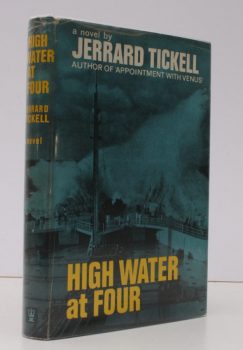 HIGH
WATER
at
FOUR
JERRARD
TICKELL
a novel
a novel by
JERRARD TICKELL
AUTHOR OF 'APPOINTMENT WITH VENUS'
HIGH WATER
at FOUR